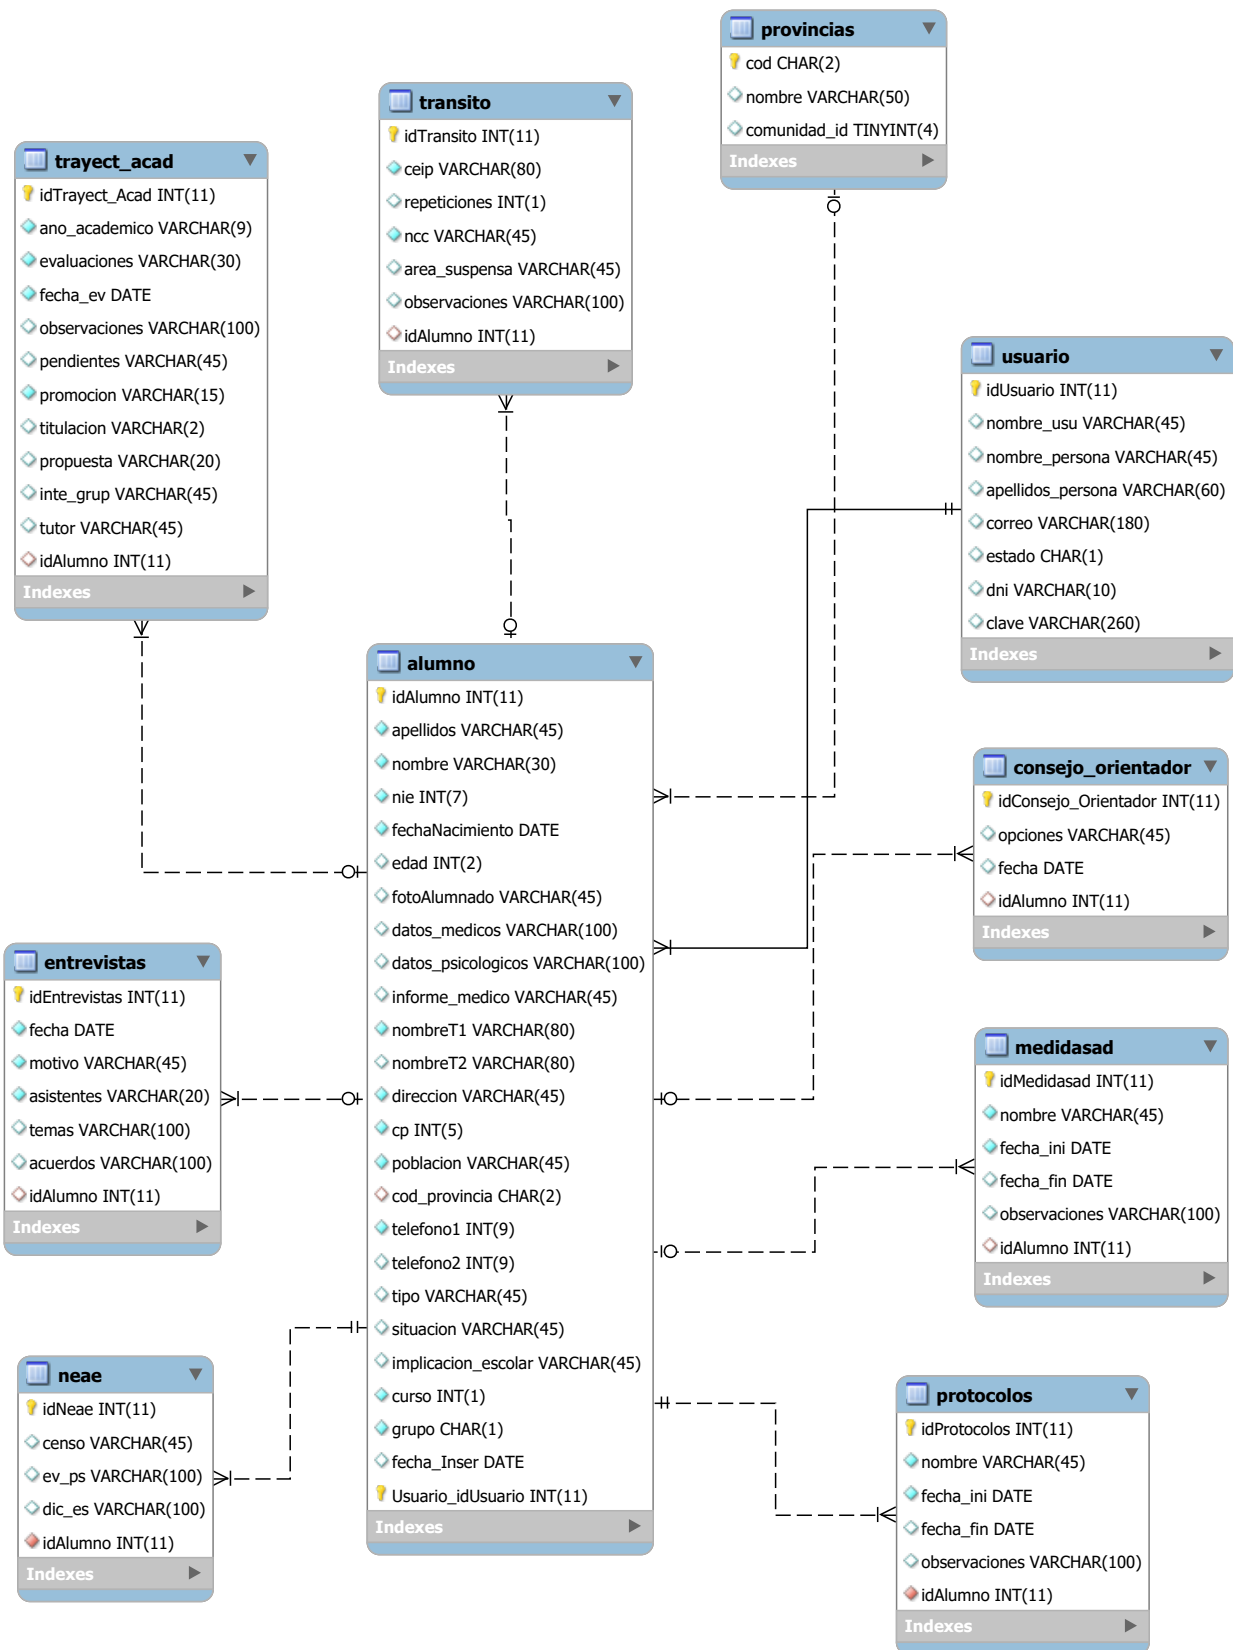 provincias
cod CHAR(2)
nombre VARCHAR(50)
comunidad_id TINYINT(4)
Indexes
transito
idTransito INT(11)
ceip VARCHAR(80)
repeticiones INT(1)
ncc VARCHAR(45)
area_suspensa VARCHAR(45)
observaciones VARCHAR(100)
idAlumno INT(11)
Indexes
trayect_acad
idTrayect_Acad INT(11)
ano_academico VARCHAR(9)
evaluaciones VARCHAR(30)
fecha_ev DATE
observaciones VARCHAR(100)
pendientes VARCHAR(45)
promocion VARCHAR(15)
titulacion VARCHAR(2)
propuesta VARCHAR(20)
inte_grup VARCHAR(45)
tutor VARCHAR(45)
idAlumno INT(11)
Indexes
usuario
idUsuario INT(11)
nombre_usu VARCHAR(45)
nombre_persona VARCHAR(45)
apellidos_persona VARCHAR(60)
correo VARCHAR(180)
estado CHAR(1)
dni VARCHAR(10)
clave VARCHAR(260)
Indexes
alumno
idAlumno INT(11)
apellidos VARCHAR(45)
nombre VARCHAR(30)
nie INT(7)
fechaNacimiento DATE
edad INT(2)
fotoAlumnado VARCHAR(45)
datos_medicos VARCHAR(100)
datos_psicologicos VARCHAR(100)
informe_medico VARCHAR(45)
nombreT1 VARCHAR(80)
nombreT2 VARCHAR(80)
direccion VARCHAR(45)
cp INT(5)
poblacion VARCHAR(45)
cod_provincia CHAR(2)
telefono1 INT(9)
telefono2 INT(9)
tipo VARCHAR(45)
situacion VARCHAR(45)
implicacion_escolar VARCHAR(45)
curso INT(1)
grupo CHAR(1)
fecha_Inser DATE
Usuario_idUsuario INT(11)
Indexes
consejo_orientador
idConsejo_Orientador INT(11)
opciones VARCHAR(45)
fecha DATE
idAlumno INT(11)
Indexes
entrevistas
idEntrevistas INT(11)
fecha DATE
motivo VARCHAR(45)
asistentes VARCHAR(20)
temas VARCHAR(100)
acuerdos VARCHAR(100)
idAlumno INT(11)
Indexes
medidasad
idMedidasad INT(11)
nombre VARCHAR(45)
fecha_ini DATE
fecha_fin DATE
observaciones VARCHAR(100)
idAlumno INT(11)
Indexes
neae
idNeae INT(11)
censo VARCHAR(45)
ev_ps VARCHAR(100)
dic_es VARCHAR(100)
idAlumno INT(11)
Indexes
protocolos
idProtocolos INT(11)
nombre VARCHAR(45)
fecha_ini DATE
fecha_fin DATE
observaciones VARCHAR(100)
idAlumno INT(11)
Indexes